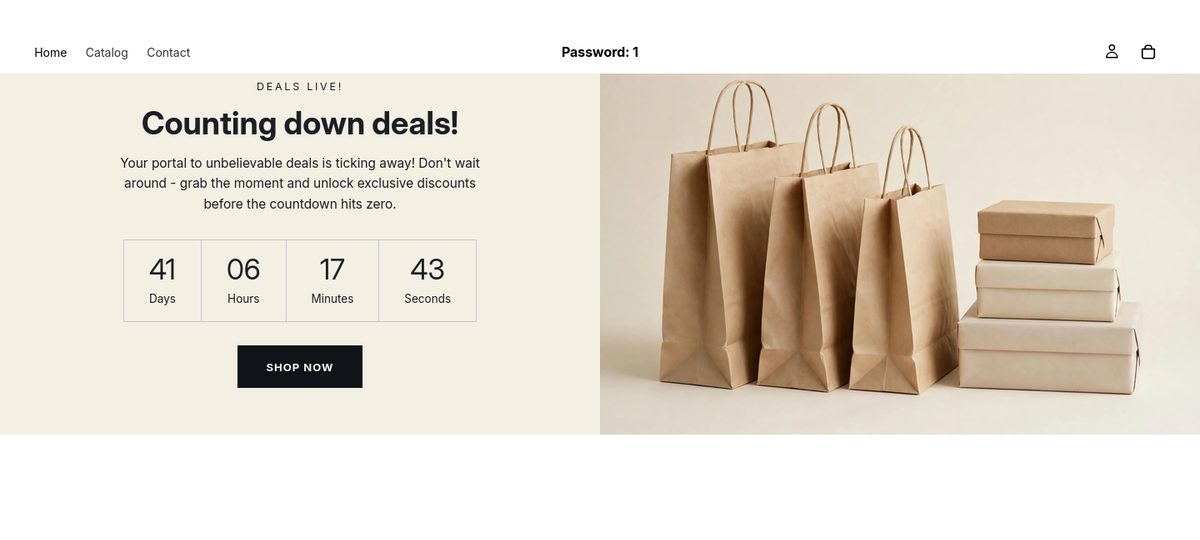 Home Catalog Contact Password: 1
DEALS LIVE!
Counting down deals!
Your portal to unbelievable deals is ticking away! Don't wait
around - grab the moment and unlock exclusive discounts
before the countdown hits zero.
41 06 17 43
Days Hours Minutes Seconds
SHOP NOW